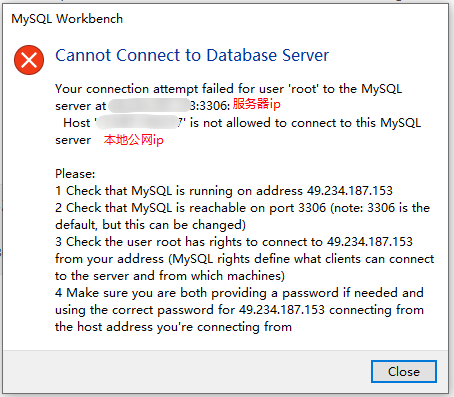 MySQL Workbench
Cannot Connect to Database Server
Your connection attempt failed for user 'root' to the MySQL
server at 3:3306: 服务器ip
Host ' 7' is not allowed to connect to this MySQL
server 本地公网ip
Please:
1 Check that MySQL is running on address 49.234.187.153
2 Check that MySQL is reachable on port 3306 (note: 3306 is the
default, but this can be changed)
3 Check the user root has rights to connect to 49.234.187.153
from your address (MySQL rights define what clients can connect
to the server and from which machines)
4 Make sure you are both providing a password if needed and
using the correct password for 49.234.187.153 connecting from
the host address you're connecting from
Close